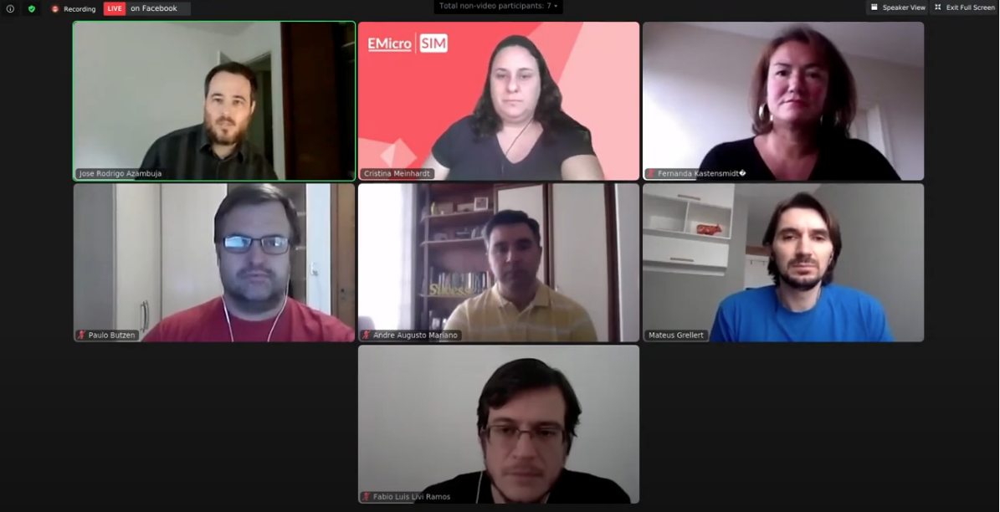 Recording LIVE on Facebook
Total non-video participants: 7
Speaker View
Exit Full Screen
EMicro SIM
Jose Rodrigo Azambuja
Cristina Meinhardt
Fernanda Kastensmidt�
Success
Paulo Butzen
Andre Augusto Mariano
Mateus Grellert
Fabio Luis Livi Ramos